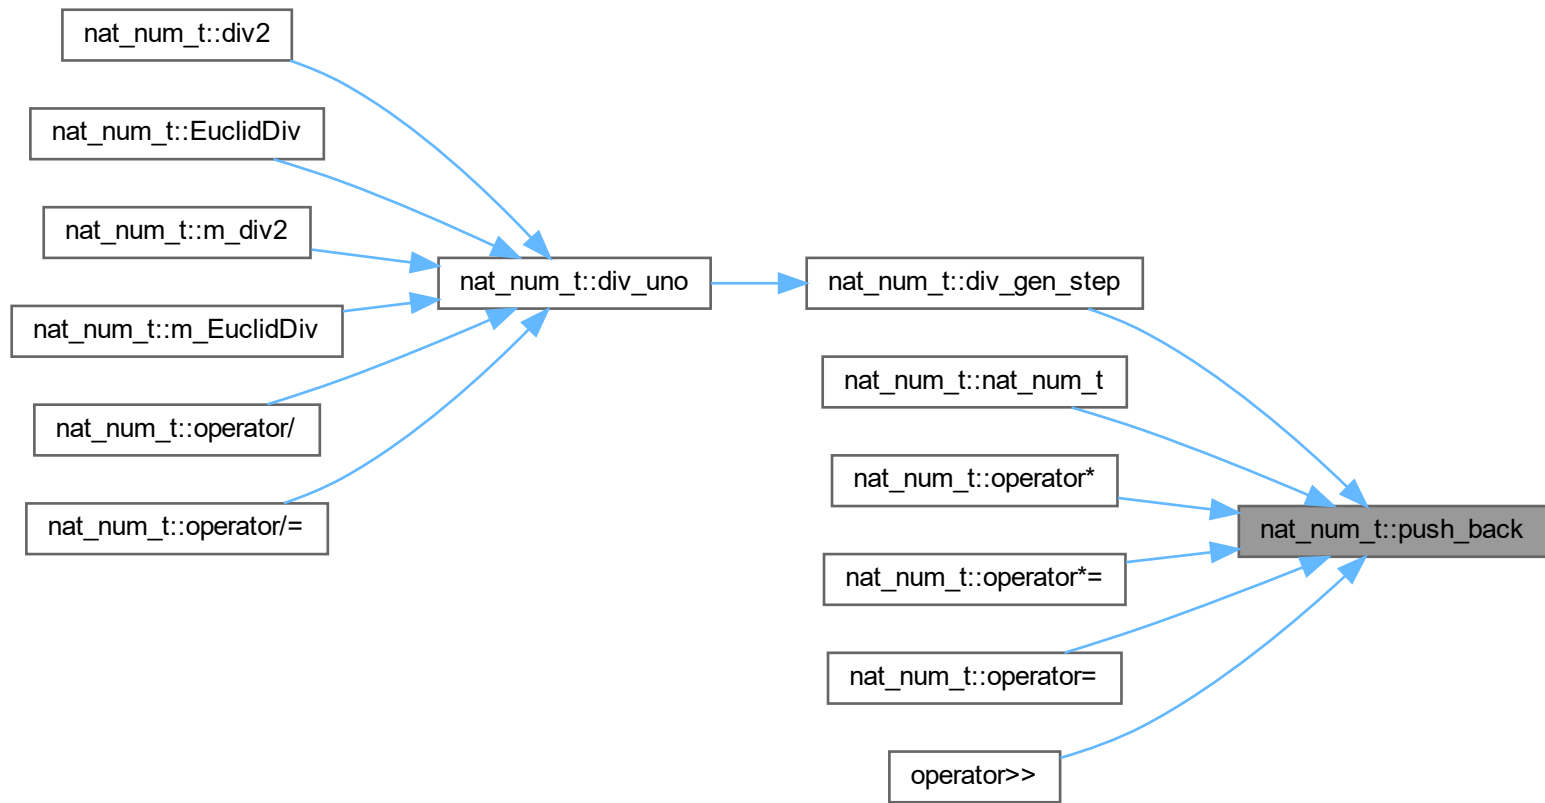 nat_num_t::div2
nat_num_t::EuclidDiv
nat_num_t::m_div2
nat_num_t::m_EuclidDiv
nat_num_t::operator/
nat_num_t::operator/=
nat_num_t::div_uno
nat_num_t::div_gen_step
nat_num_t::nat_num_t
nat_num_t::operator*
nat_num_t::operator*=
nat_num_t::operator=
operator>>
nat_num_t::push_back